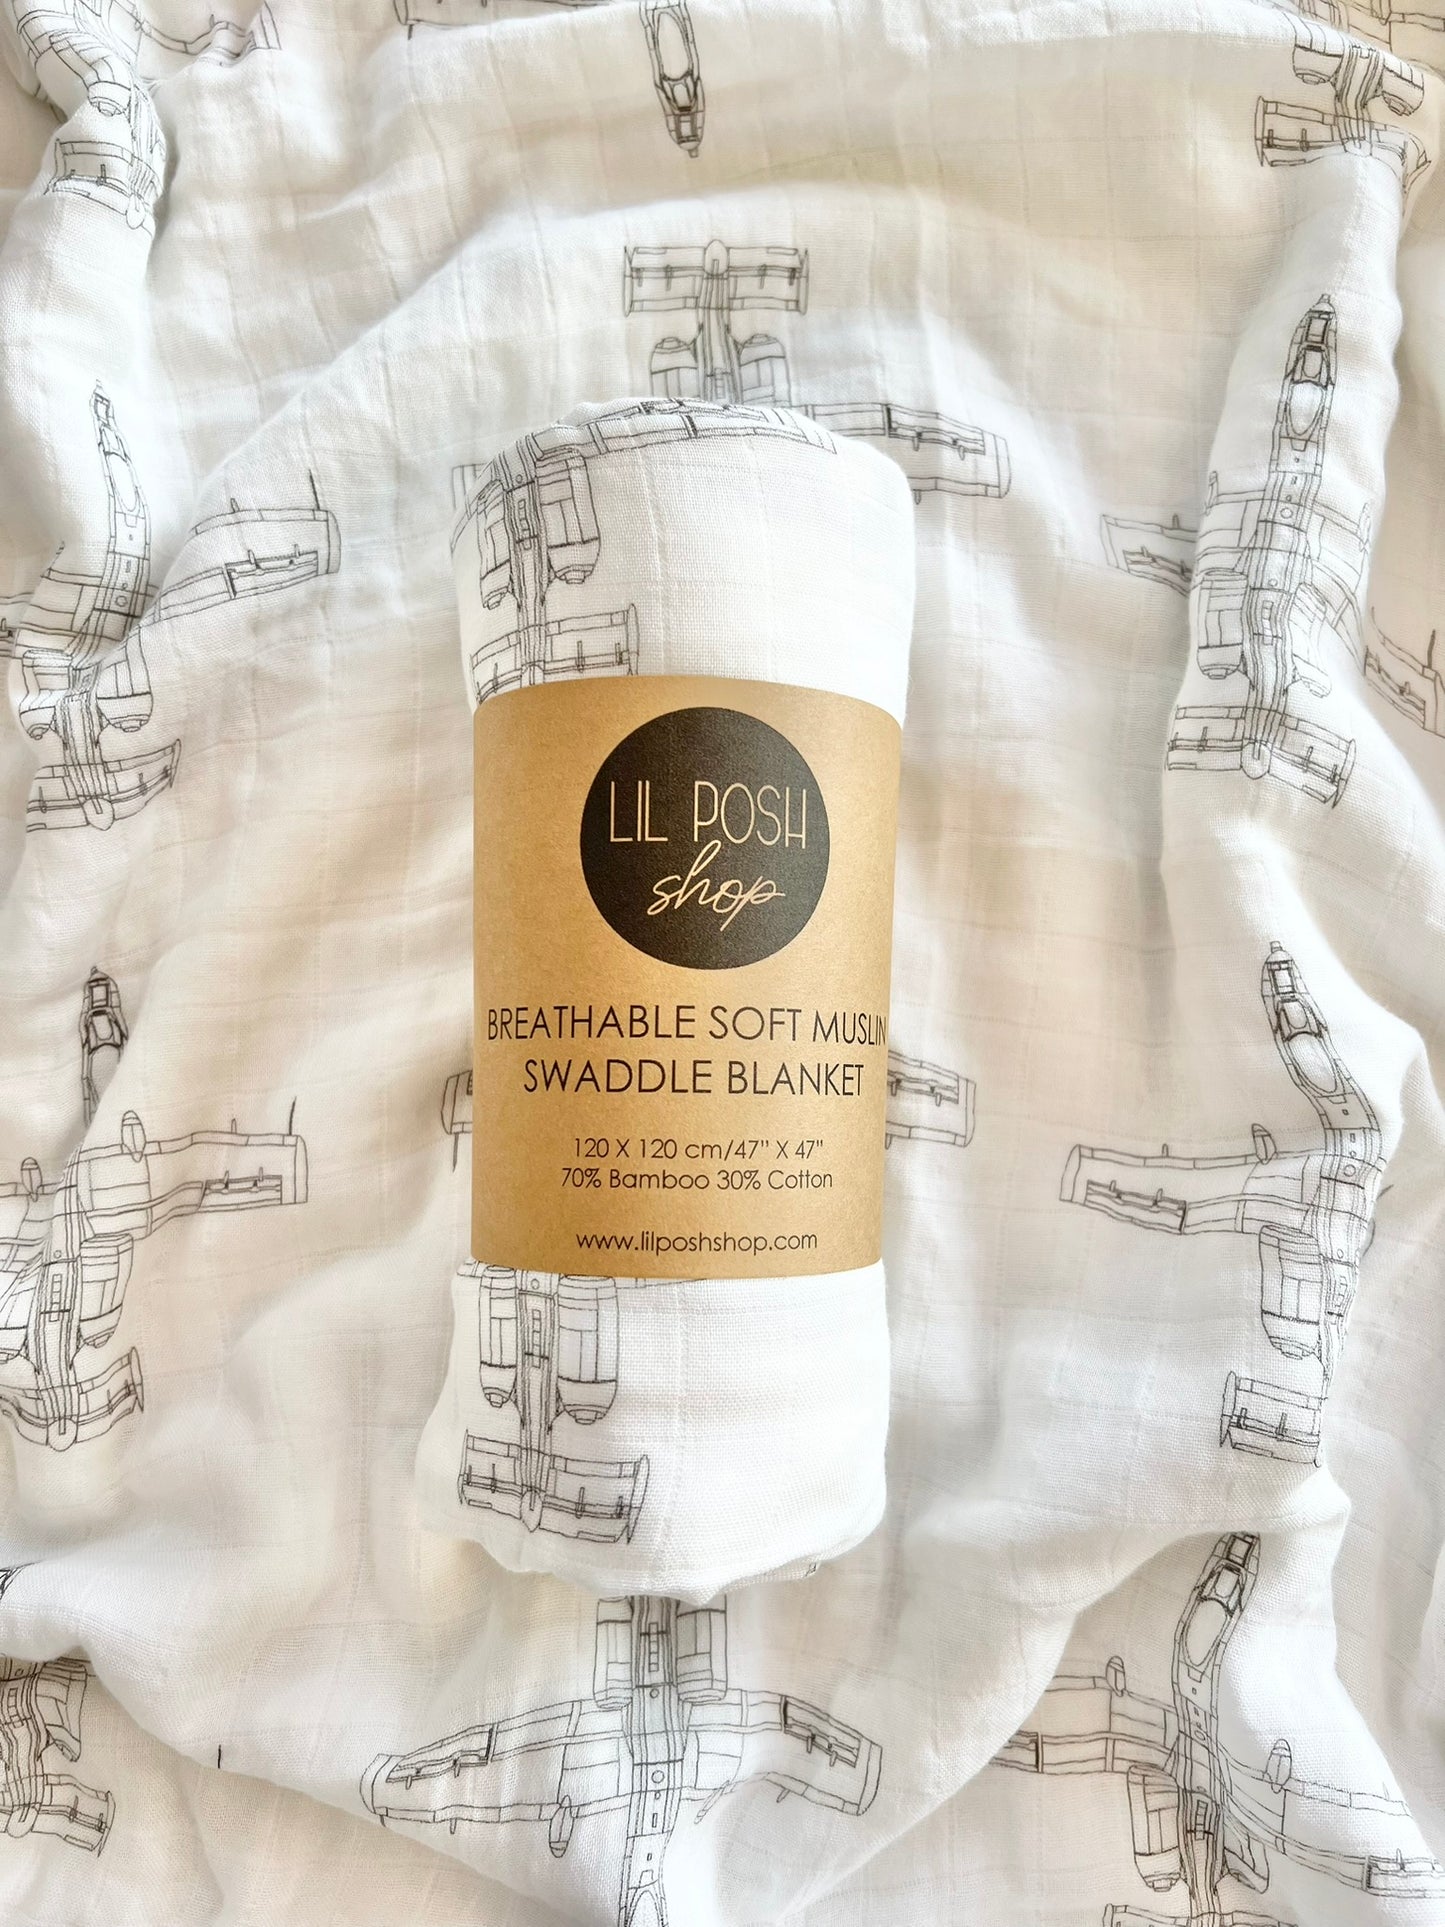 LIL POSH
shop
BREATHABLE SOFT MUSLIN
SWADDLE BLANKET
120 X 120 cm/47" X 47"
70% Bamboo 30% Cotton
www.lilposhshop.com